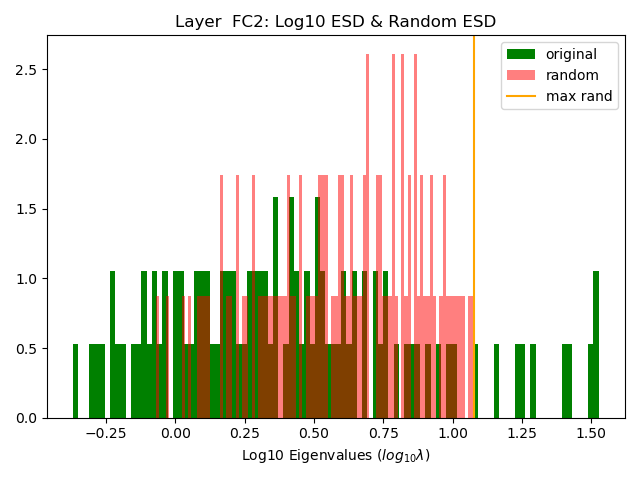 Layer  FC2: Log10 ESD & Random ESD
original
random
max rand
2.5
2.0
1.5
1.0
0.5
0.0
−0.25 0.00 0.25 0.50 0.75 1.00 1.25 1.50
Log10 Eigenvalues (log₁₀λ)